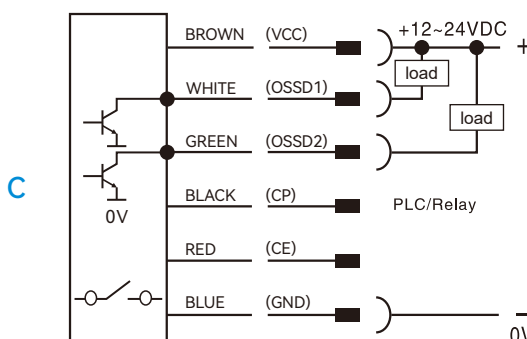 BROWN (VCC) +12~24VDC +
load
WHITE (OSSD1)
load
GREEN (OSSD2)
C
BLACK (CP) PLC/Relay
0V
RED (CE)
BLUE (GND) −
0V